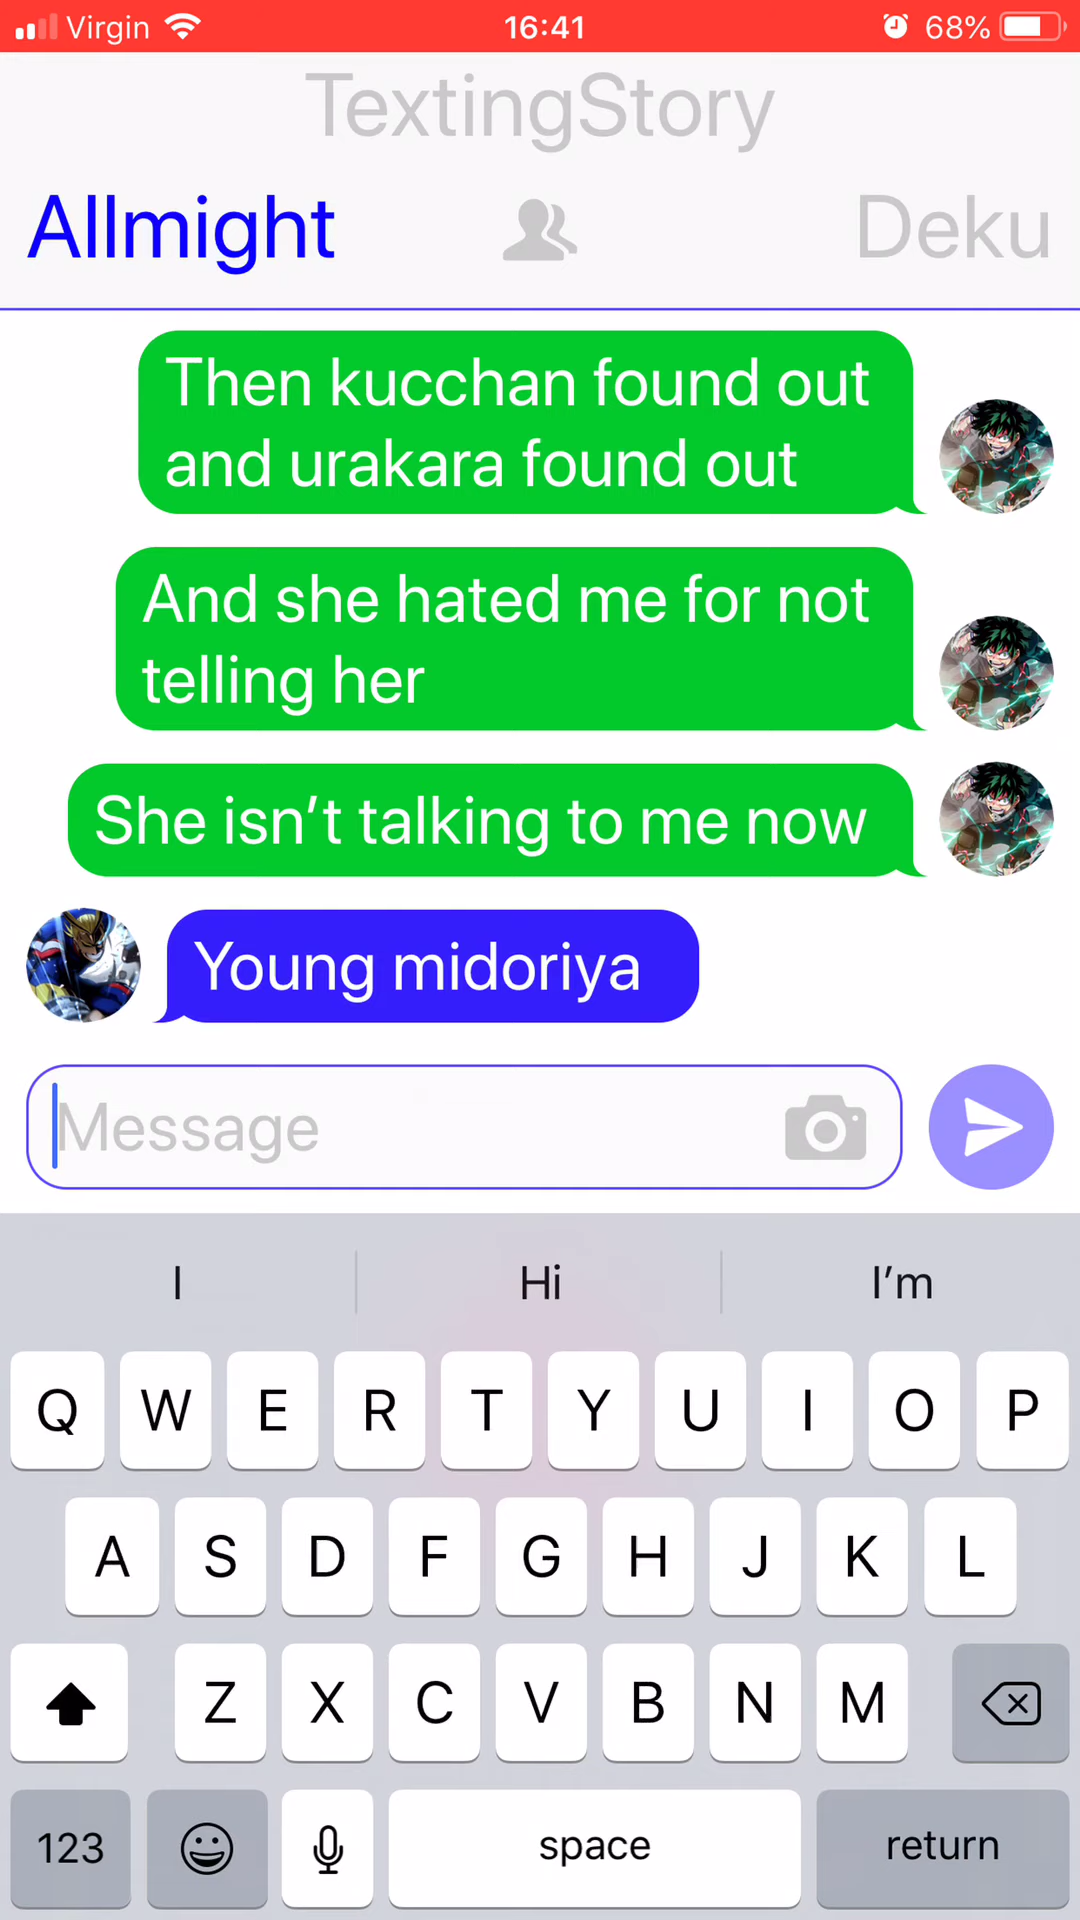 Virgin 16:41 68%
TextingStory
Allmight Deku
Then kucchan found out
and urakara found out
And she hated me for not
telling her
She isn’t talking to me now
Young midoriya
Message
I Hi I’m
Q W E R T Y U I O P
A S D F G H J K L
Z X C V B N M
123 space return